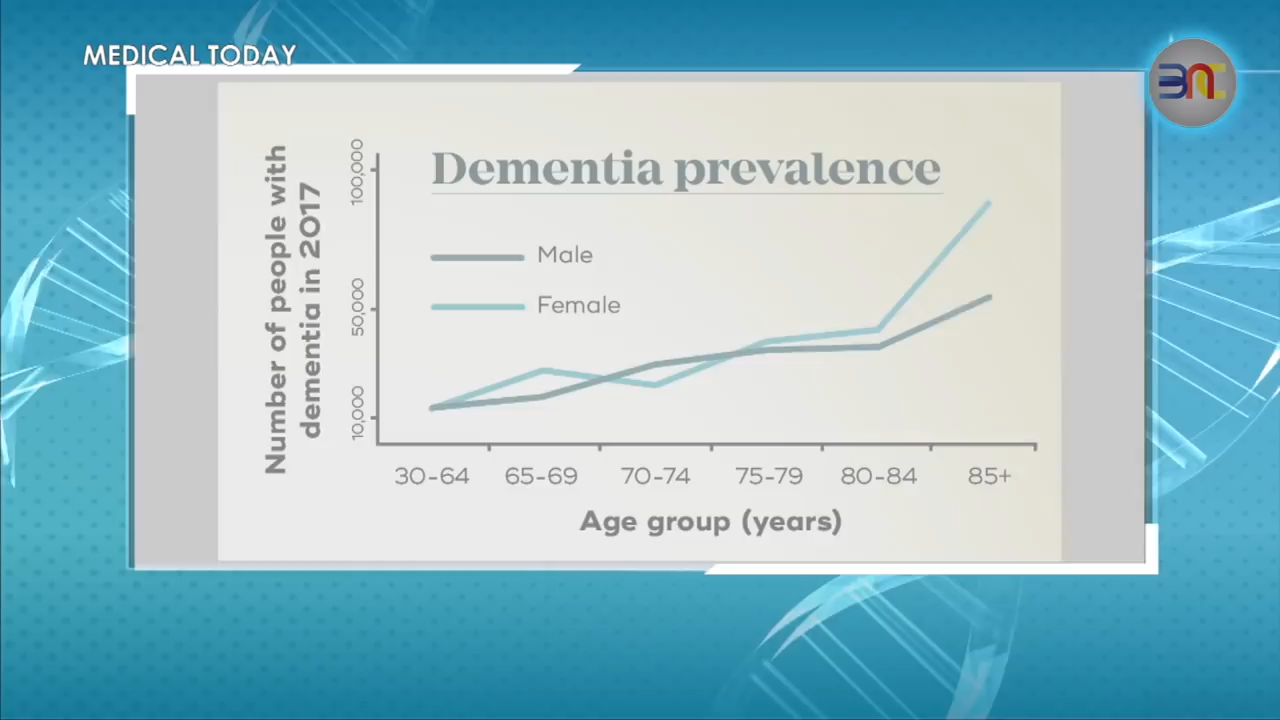 MEDICAL TODAY
BNC
Dementia prevalence
Number of people with
dementia in 2017
100,000
50,000
10,000
Male
Female
30-64 65-69 70-74 75-79 80-84 85+
Age group (years)